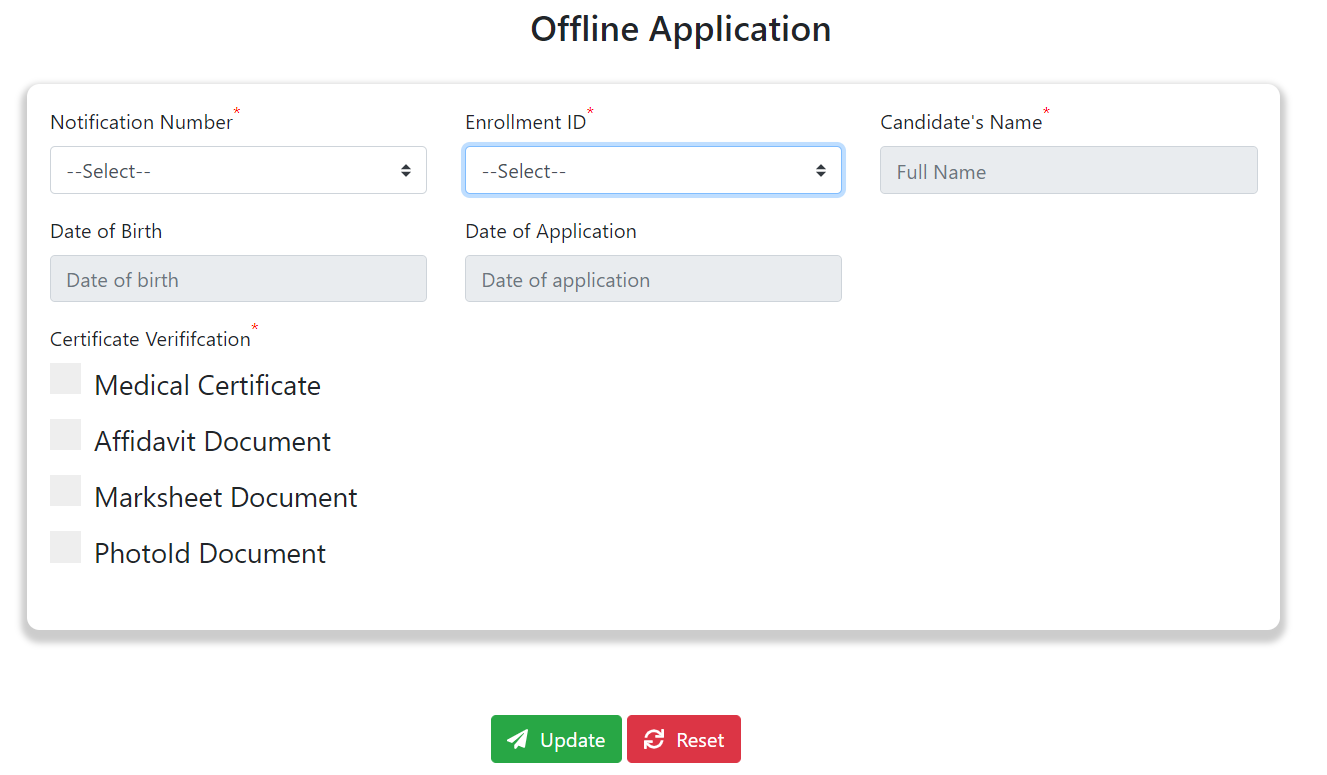 Offline Application
Notification Number* Enrollment ID* Candidate's Name*
--Select-- --Select-- Full Name
Date of Birth Date of Application
Date of birth Date of application
Certificate Verififcation*
Medical Certificate
Affidavit Document
Marksheet Document
PhotoId Document
Update Reset